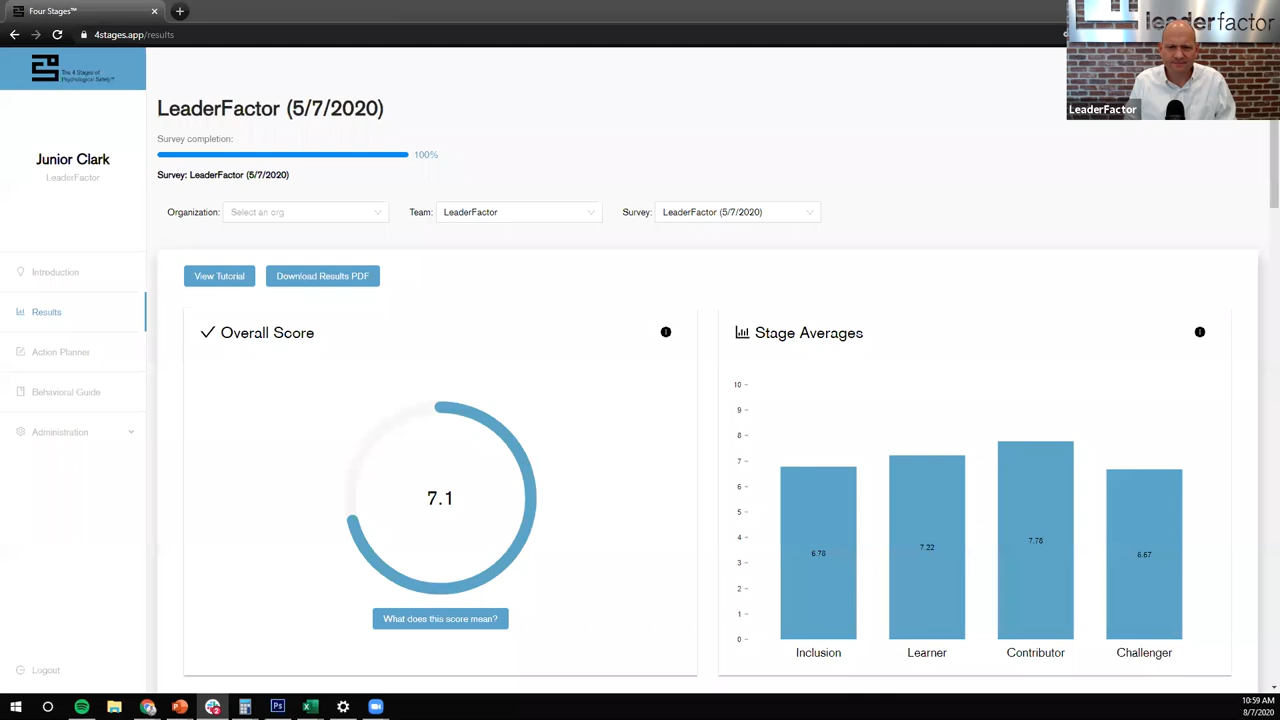 Four Stages™
4stages.app/results
leaderfactor
LeaderFactor
The 4 Stages of
Psychological Safety™
Junior Clark
LeaderFactor
Introduction
Results
Action Planner
Behavioral Guide
Administration
Logout
LeaderFactor (5/7/2020)
Survey completion:
100%
Survey: LeaderFactor (5/7/2020)
Organization: Select an org Team: LeaderFactor Survey: LeaderFactor (5/7/2020)
View Tutorial Download Results PDF
Overall Score
7.1
What does this score mean?
Stage Averages
10
9
8
7
6
5
4
3
2
1
0
6.78 7.22 7.78 6.67
Inclusion Learner Contributor Challenger
10:59 AM
8/7/2020